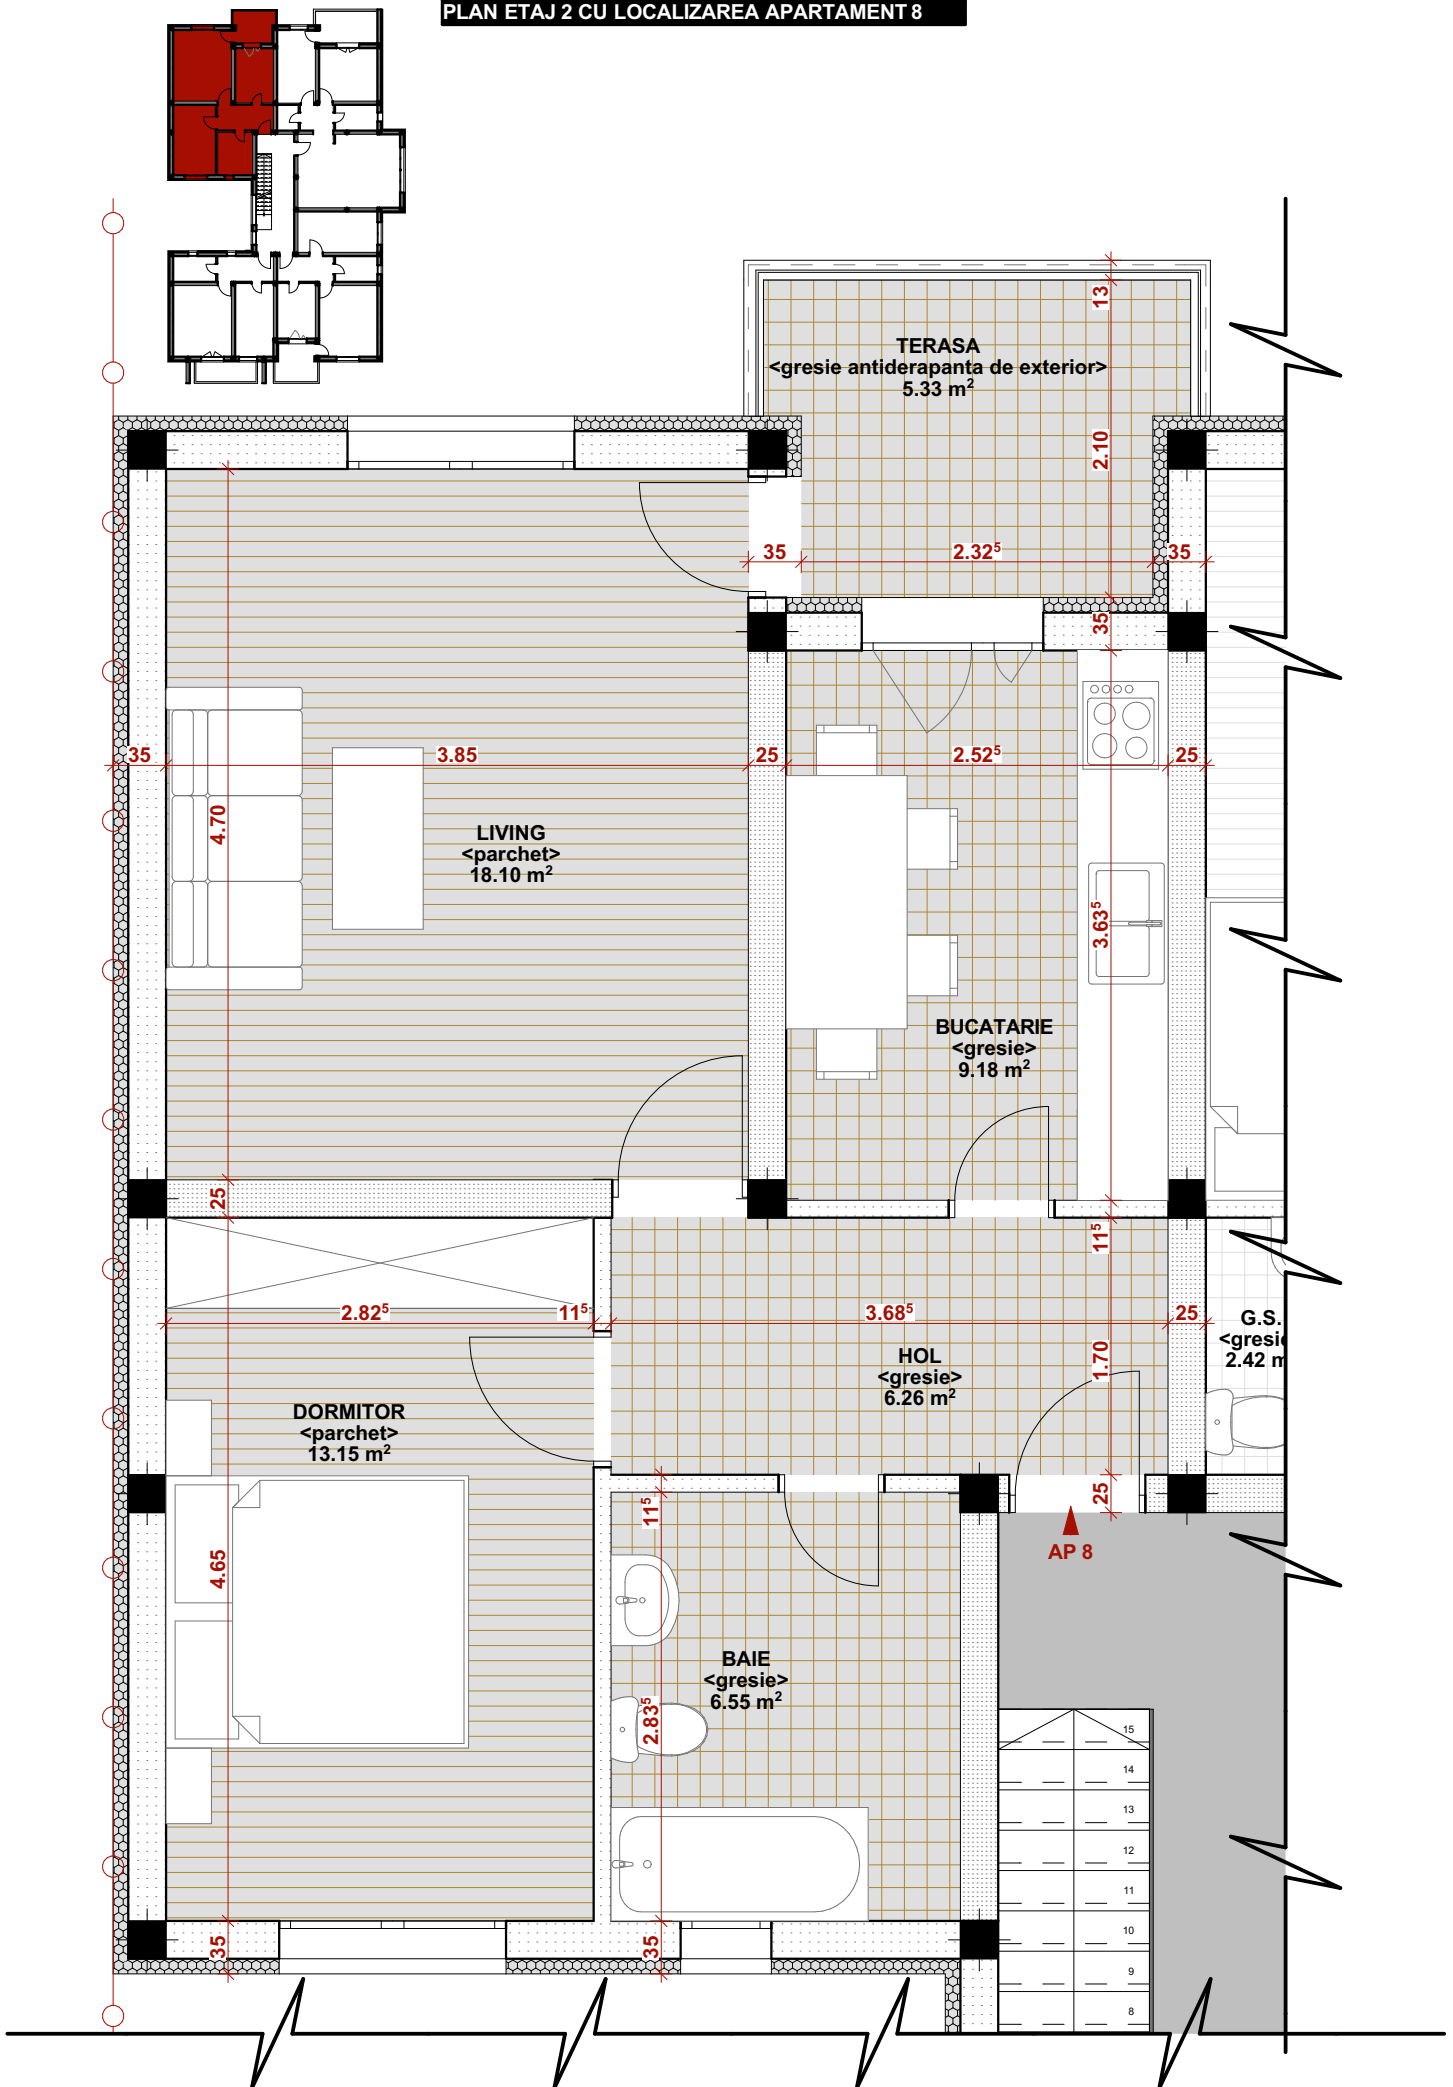 PLAN ETAJ 2 CU LOCALIZAREA APARTAMENT 8
13
TERASA
<gresie antiderapanta de exterior>
5.33 m²
2.10
35
2.32⁵
35
35
35
3.85
25
2.52⁵
25
4.70
LIVING
<parchet>
18.10 m²
3.63⁵
BUCATARIE
<gresie>
9.18 m²
25
11⁵
2.82⁵
11⁵
3.68⁵
25
G.S.
<gresie
2.42 m
HOL
<gresie>
6.26 m²
1.70
DORMITOR
<parchet>
13.15 m²
11⁵
25
AP 8
4.65
BAIE
<gresie>
6.55 m²
2.83⁵
15
14
13
12
11
10
9
8
35
35